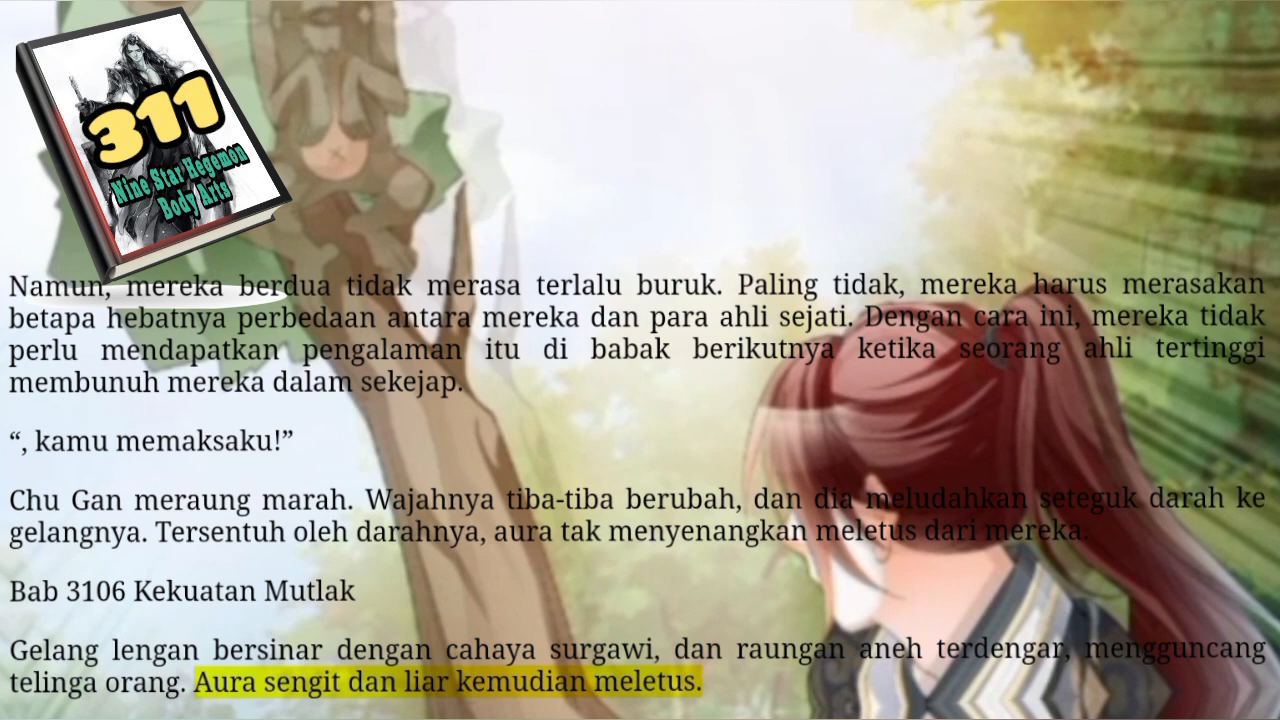 311
Nine Star Hegemon
Body Arts
Namun, mereka berdua tidak merasa terlalu buruk. Paling tidak, mereka harus merasakan
betapa hebatnya perbedaan antara mereka dan para ahli sejati. Dengan cara ini, mereka tidak
perlu mendapatkan pengalaman itu di babak berikutnya ketika seorang ahli tertinggi
membunuh mereka dalam sekejap.
“, kamu memaksaku!”
Chu Gan meraung marah. Wajahnya tiba-tiba berubah, dan dia meludahkan seteguk darah ke
gelangnya. Tersentuh oleh darahnya, aura tak menyenangkan meletus dari mereka.
Bab 3106 Kekuatan Mutlak
Gelang lengan bersinar dengan cahaya surgawi, dan raungan aneh terdengar, mengguncang
telinga orang. Aura sengit dan liar kemudian meletus.